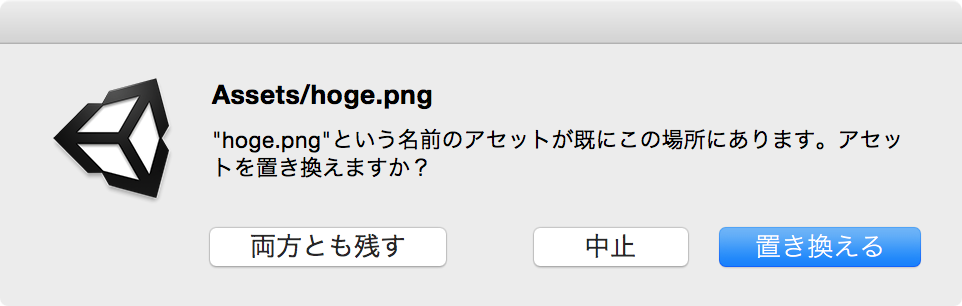 Assets/hoge.png
"hoge.png"という名前のアセットが既にこの場所にあります。アセッ
トを置き換えますか？
両方とも残す
中止
置き換える